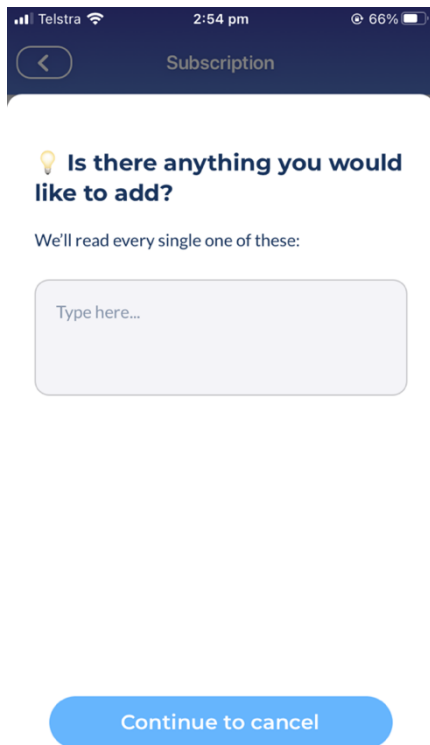 Telstra 2:54 pm 66%
Subscription
Is there anything you would
like to add?
We'll read every single one of these:
Type here...
Continue to cancel